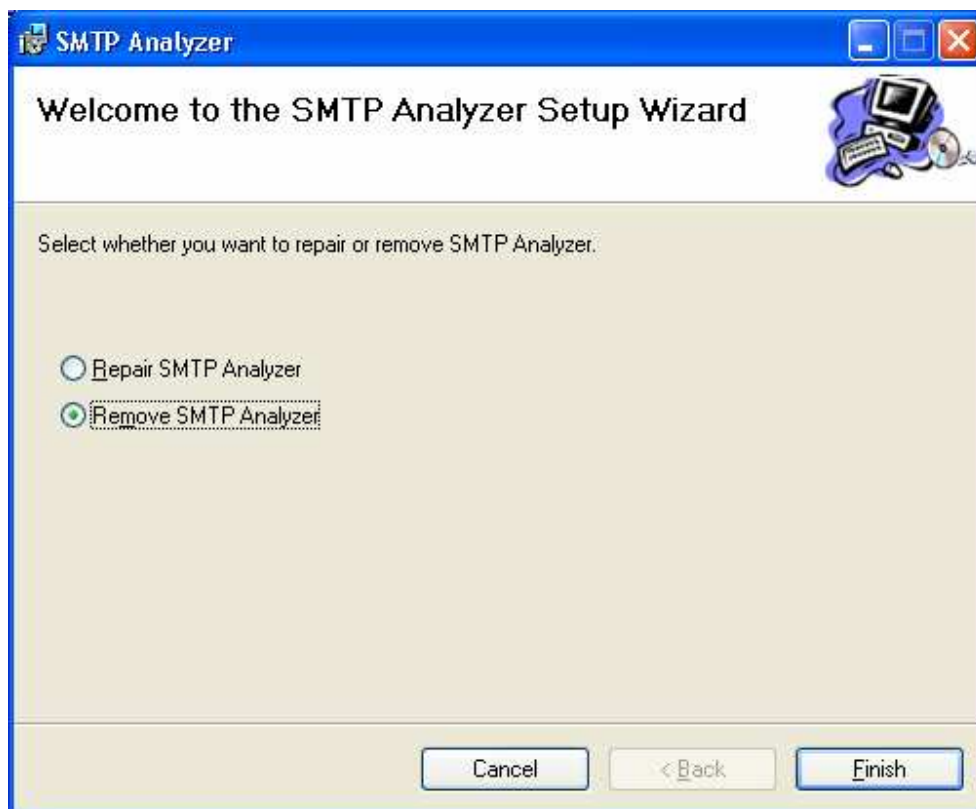 SMTP Analyzer
Welcome to the SMTP Analyzer Setup Wizard
Select whether you want to repair or remove SMTP Analyzer.
Repair SMTP Analyzer
Remove SMTP Analyzer
Cancel
< Back
Finish